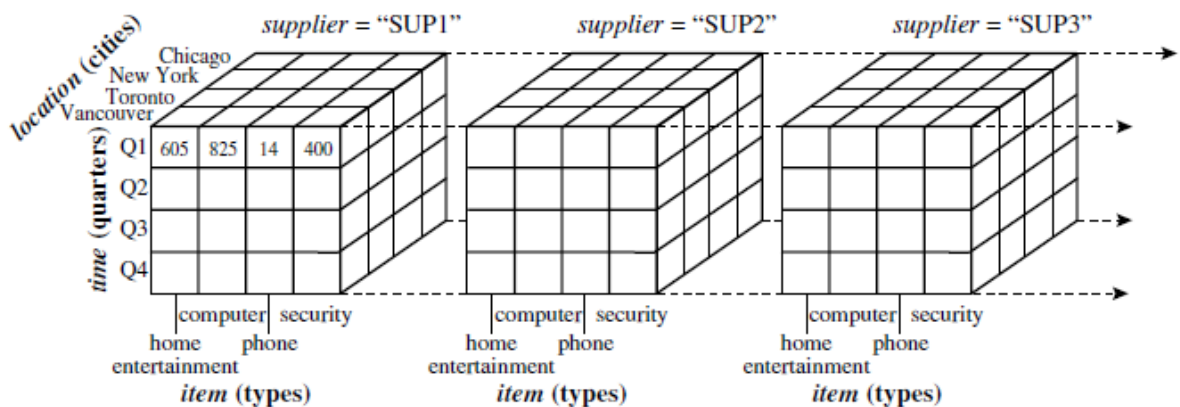 supplier = “SUP1” supplier = “SUP2” supplier = “SUP3”
location (cities)
Chicago
New York
Toronto
Vancouver
time (quarters)
Q1 605 825 14 400
Q2
Q3
Q4
computer security computer security computer security
home phone home phone home phone
entertainment entertainment entertainment
item (types) item (types) item (types)